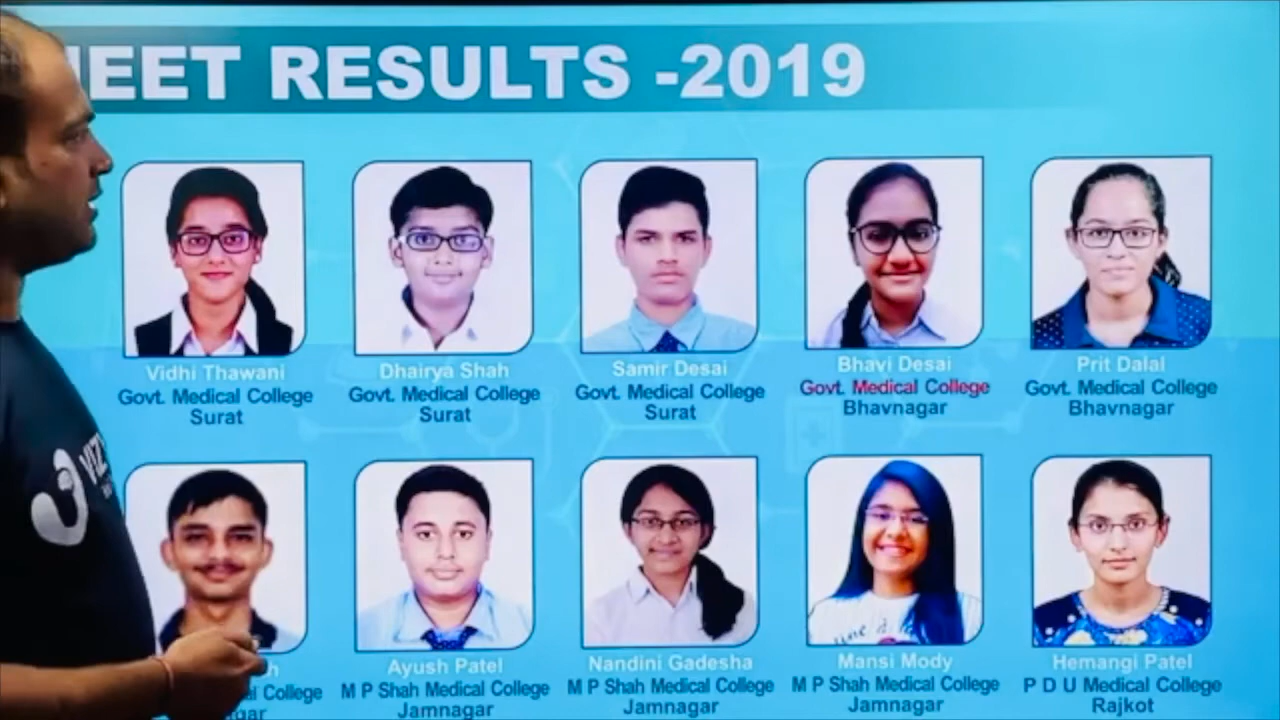 EET RESULTS -2019
Vidhi Thawani
Govt. Medical College
Surat
Dhairya Shah
Govt. Medical College
Surat
Samir Desai
Govt. Medical College
Surat
Bhavi Desai
Govt. Medical College
Bhavnagar
Prit Dalal
Govt. Medical College
Bhavnagar
College
Ayush Patel
M P Shah Medical College
Jamnagar
Nandini Gadesha
M P Shah Medical College
Jamnagar
Mansi Mody
M P Shah Medical College
Jamnagar
Hemangi Patel
P D U Medical College
Rajkot